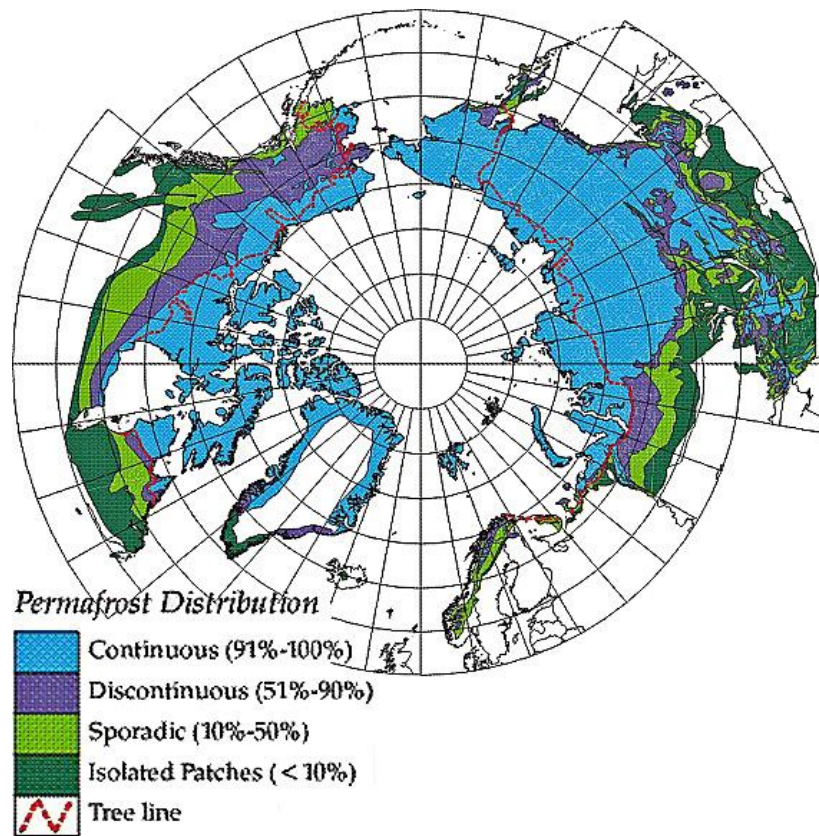 Permafrost Distribution
Continuous (91%-100%)
Discontinuous (51%-90%)
Sporadic (10%-50%)
Isolated Patches (< 10%)
Tree line